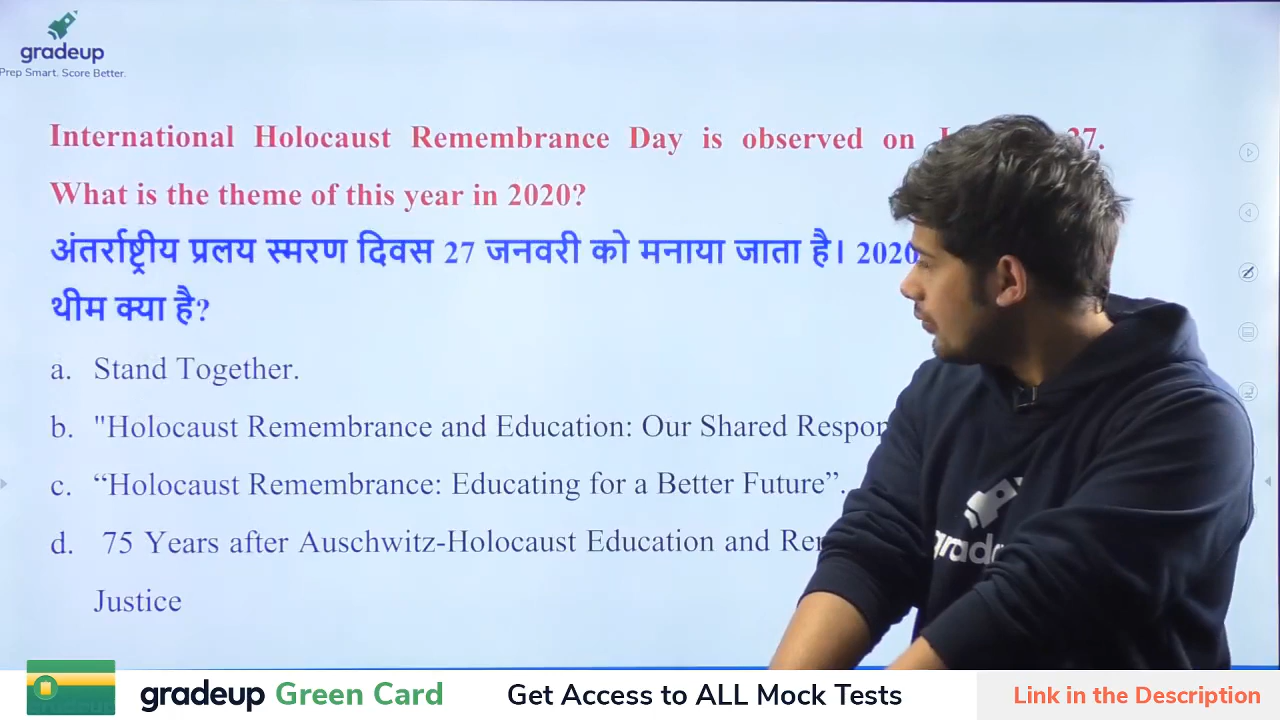 gradeup
Prep Smart. Score Better.
International Holocaust Remembrance Day is observed on 27.
What is the theme of this year in 2020?
अंतर्राष्ट्रीय प्रलय स्मरण दिवस 27 जनवरी को मनाया जाता है। 2020
थीम क्या है?
a. Stand Together.
b. "Holocaust Remembrance and Education: Our Shared
c. “Holocaust Remembrance: Educating for a Better Future”.
d. 75 Years after Auschwitz-Holocaust Education and
Justice
gradeup Green Card
Get Access to ALL Mock Tests
Link in the Description